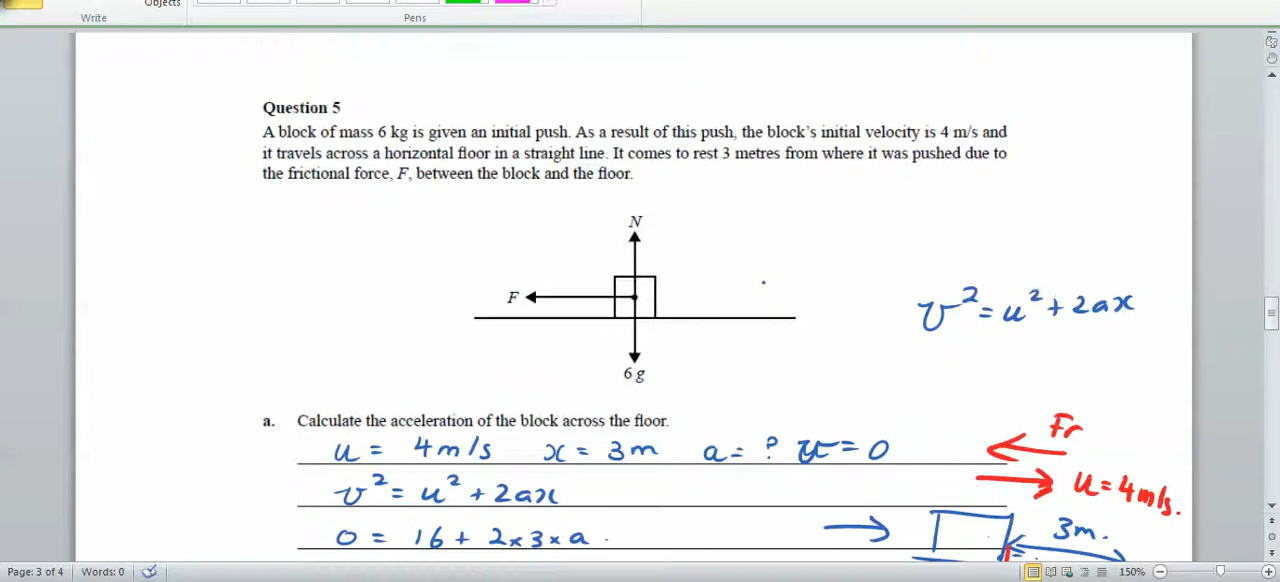 Objects
Write
Pens
Question 5
A block of mass 6 kg is given an initial push. As a result of this push, the block's initial velocity is 4 m/s and
it travels across a horizontal floor in a straight line. It comes to rest 3 metres from where it was pushed due to
the frictional force, F, between the block and the floor.
N
F
v² = u² + 2ax
6 g
a. Calculate the acceleration of the block across the floor.
Fr
u = 4m/s x = 3m a = ? v = 0
u = 4m/s.
v² = u² + 2ax
3m.
0 = 16 + 2 × 3 × a .
Page: 3 of 4
Words: 0
150%